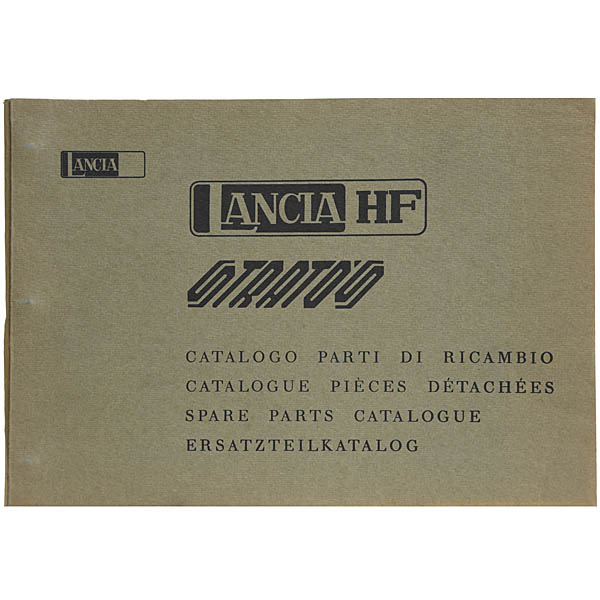 LANCIA
LANCIA HF
STRATO'S
CATALOGO PARTI DI RICAMBIO
CATALOGUE PIÈCES DÉTACHÉES
SPARE PARTS CATALOGUE
ERSATZTEILKATALOG